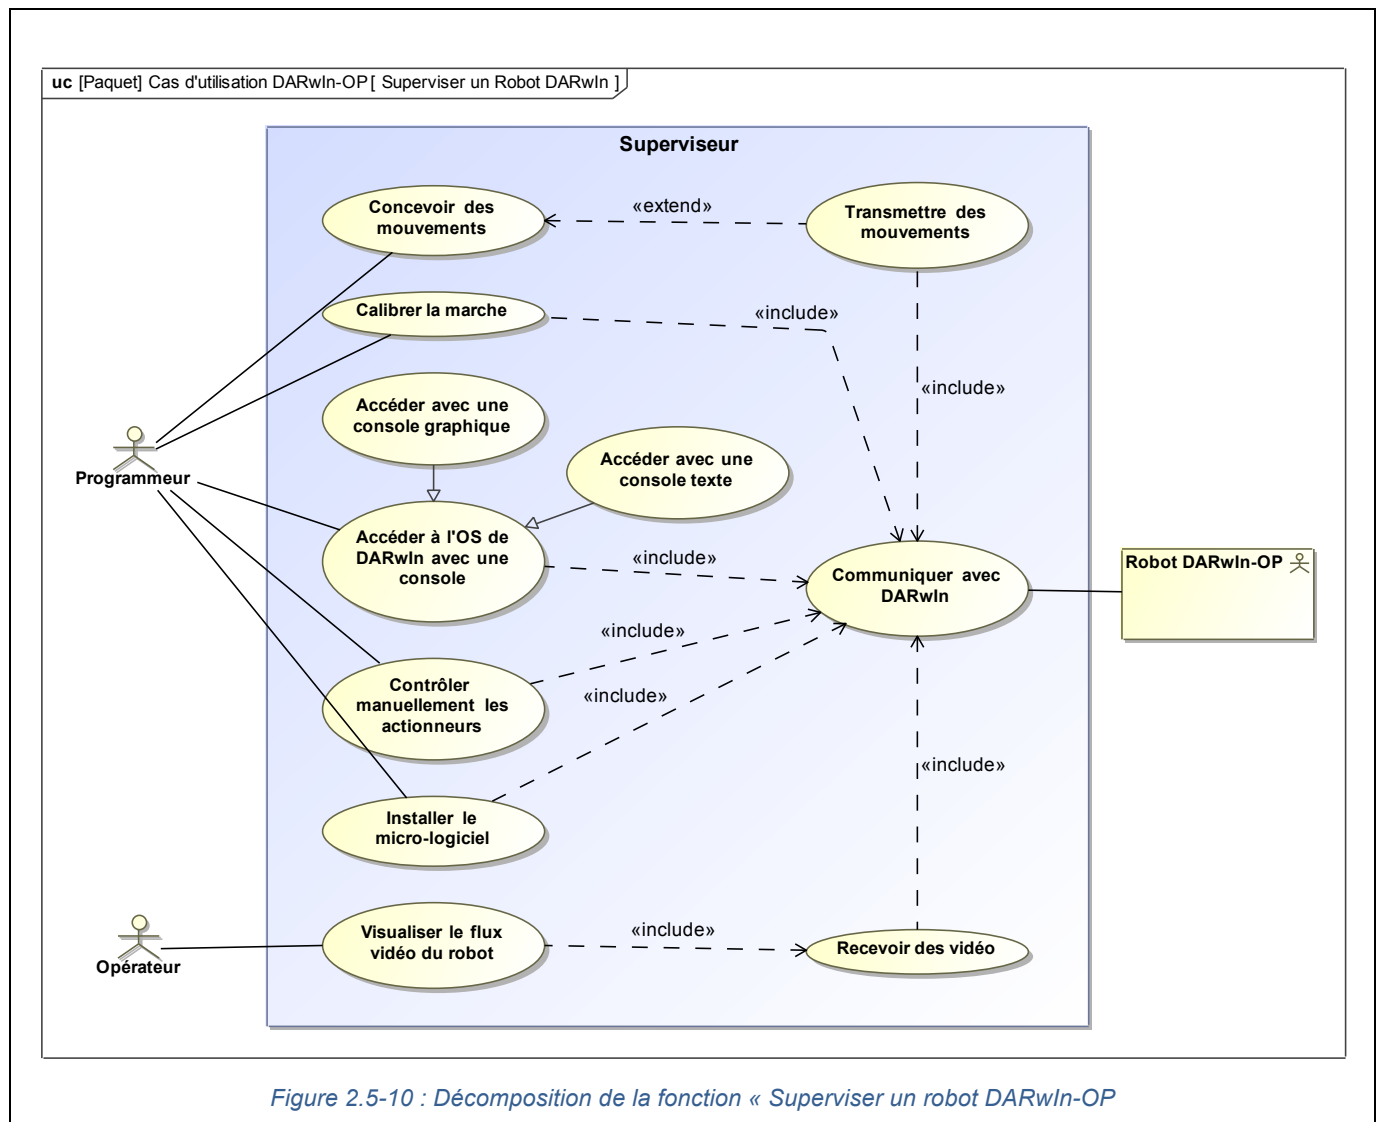 uc [Paquet] Cas d'utilisation DARwIn-OP [ Superviser un Robot DARwIn ]
Superviseur
Concevoir des
mouvements
«extend»
Transmettre des
mouvements
Calibrer la marche
«include»
«include»
Accéder avec une
console graphique
Accéder avec une
console texte
Programmeur
Accéder à l'OS de
DARwIn avec une
console
«include»
Communiquer avec
DARwIn
Robot DARwIn-OP
«include»
Contrôler
manuellement les
actionneurs
«include»
«include»
Installer le
micro-logiciel
Opérateur
Visualiser le flux
vidéo du robot
«include»
Recevoir des vidéo
Figure 2.5-10 : Décomposition de la fonction « Superviser un robot DARwIn-OP